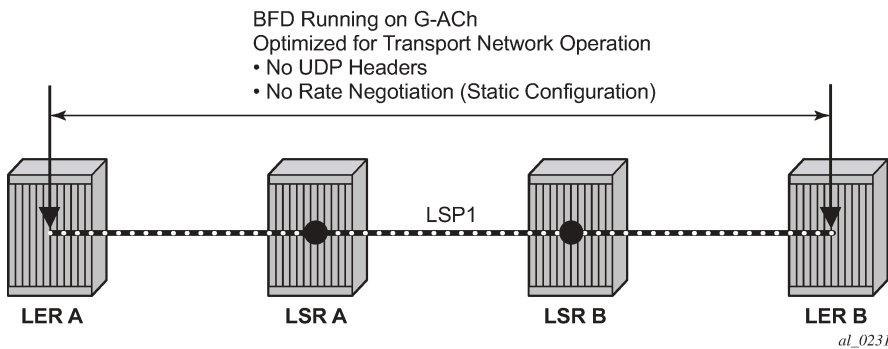 BFD Running on G-ACh
Optimized for Transport Network Operation
• No UDP Headers
• No Rate Negotiation (Static Configuration)
LSP1
LER A
LSR A
LSR B
LER B
al_0231